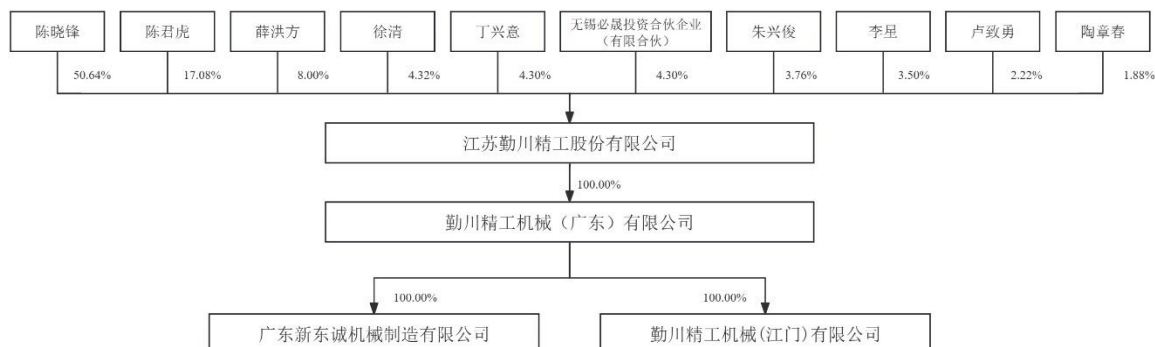 陈晓锋
陈君虎
薛洪方
徐清
丁兴意
无锡必晟投资合伙企业
（有限合伙）
朱兴俊
李星
卢致勇
陶章春
50.64%
17.08%
8.00%
4.32%
4.30%
4.30%
3.76%
3.50%
2.22%
1.88%
江苏勤川精工股份有限公司
100.00%
勤川精工机械（广东）有限公司
100.00%
100.00%
广东新东诚机械制造有限公司
勤川精工机械(江门)有限公司